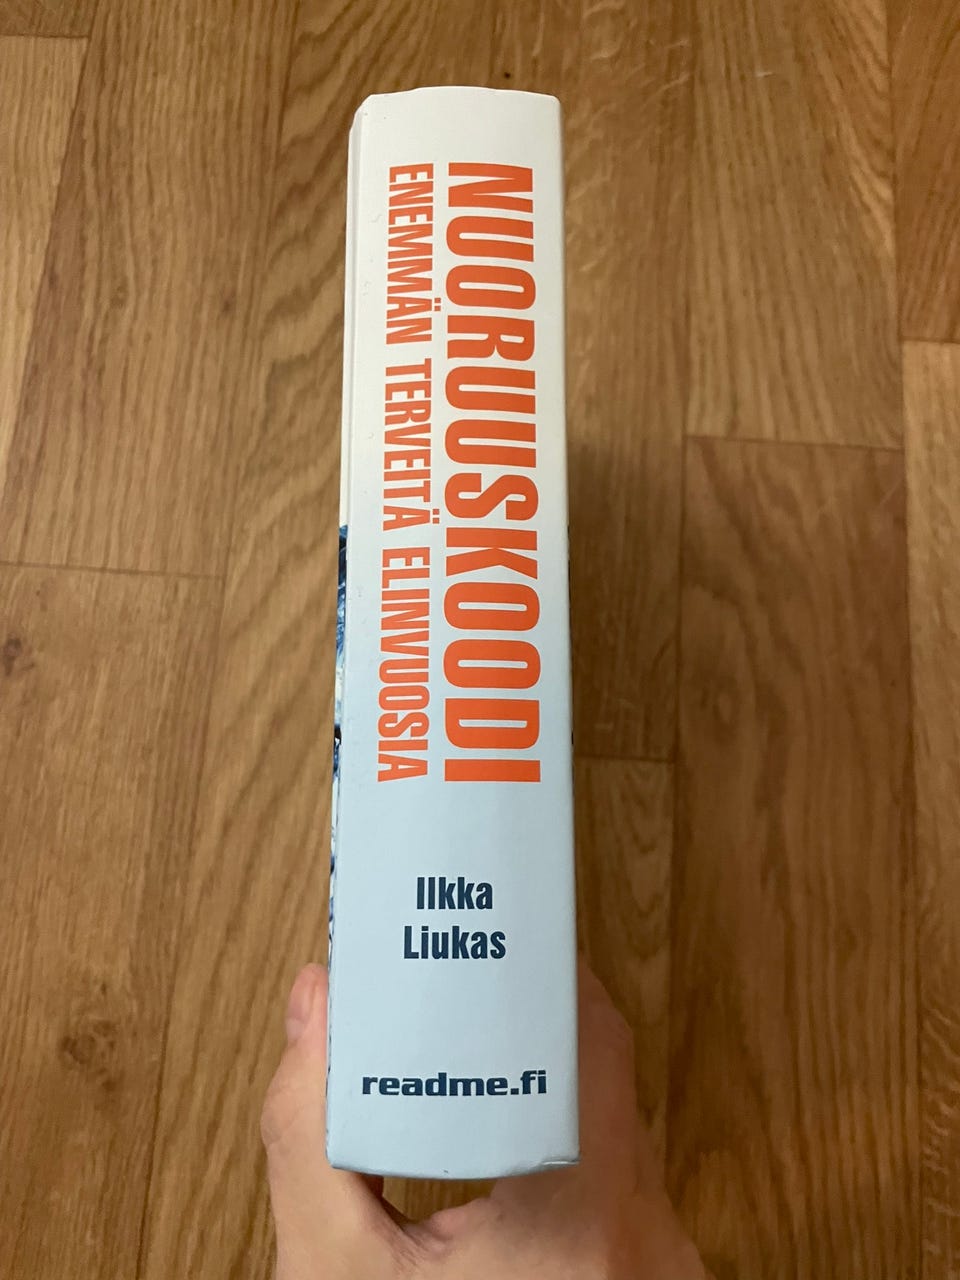 NUORUUSKOODI
ENEMMÄN TERVEITÄ ELINVUOSIA
Ilkka
Liukas
readme.fi